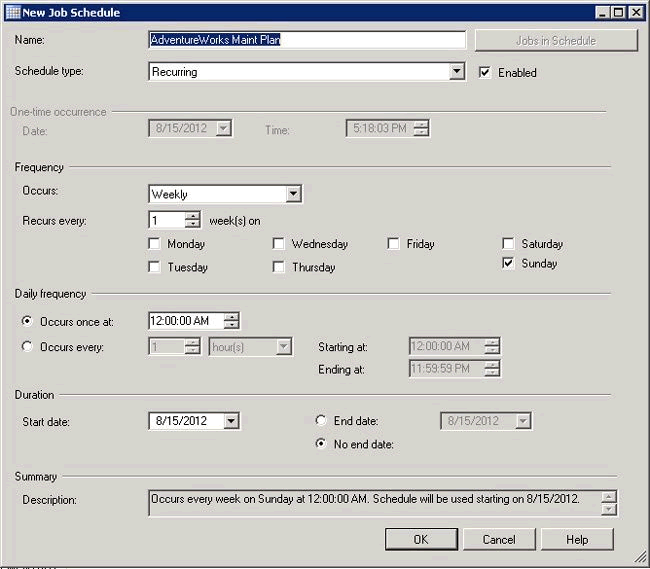 New Job Schedule
Name: AdventureWorks Maint Plan Jobs in Schedule
Schedule type: Recurring Enabled
One-time occurrence
Date: 8/15/2012 Time: 5:18:03 PM
Frequency
Occurs: Weekly
Recurs every: 1 week(s) on
Monday Wednesday Friday Saturday
Tuesday Thursday Sunday
Daily frequency
Occurs once at: 12:00:00 AM
Occurs every: 1 hour(s) Starting at: 12:00:00 AM
Ending at: 11:59:59 PM
Duration
Start date: 8/15/2012 End date: 8/15/2012
No end date:
Summary
Description: Occurs every week on Sunday at 12:00:00 AM. Schedule will be used starting on 8/15/2012.
OK Cancel Help